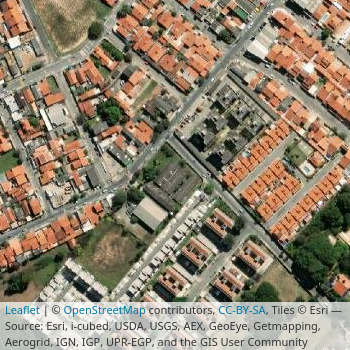 Leaflet | © OpenStreetMap contributors, CC-BY-SA, Tiles © Esri —
Source: Esri, i-cubed, USDA, USGS, AEX, GeoEye, Getmapping,
Aerogrid, IGN, IGP, UPR-EGP, and the GIS User Community